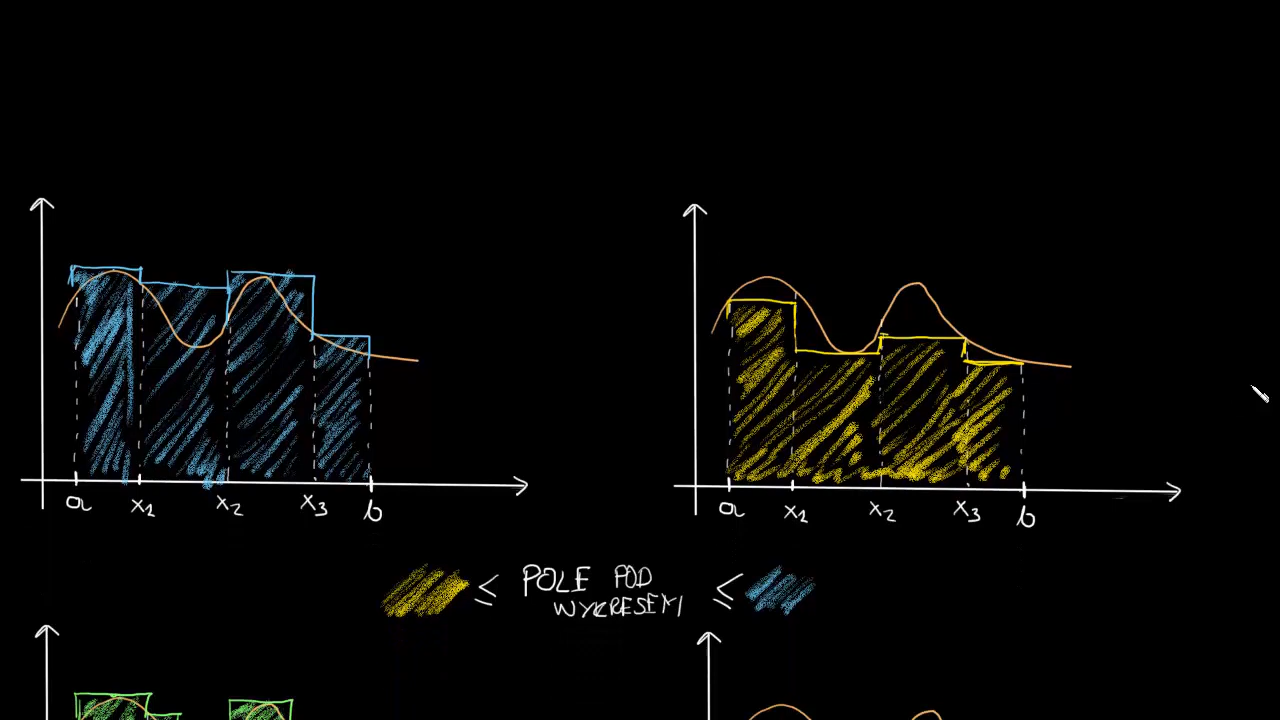 a x₁ x₂ x₃ b
a x₁ x₂ x₃ b
≤ POLE POD ≤
WYKRESEM